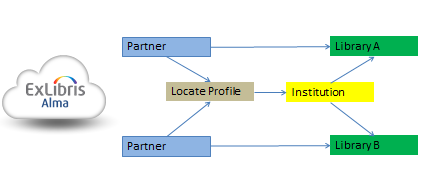 Partner
Library A
ExLibris
Alma
Locate Profile
Institution
Partner
Library B